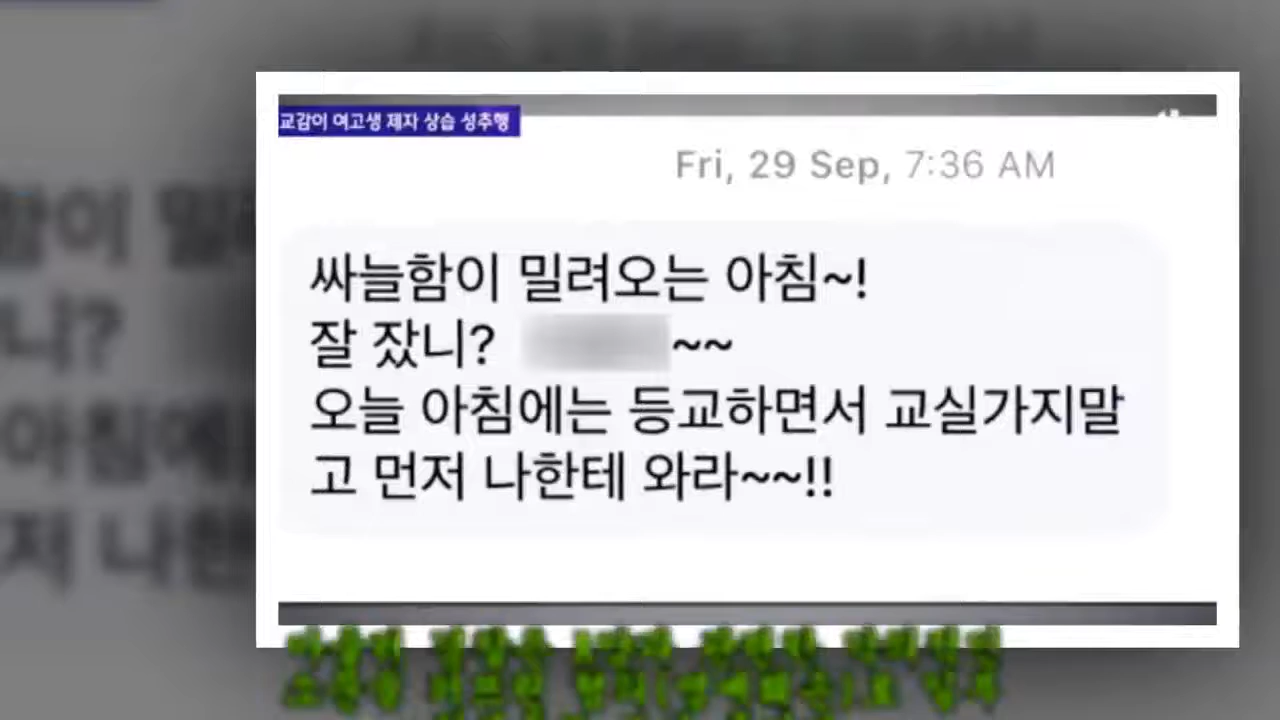 교감이 여고생 제자 상습 성추행
Fri, 29 Sep, 7:36 AM
싸늘함이 밀려오는 아침~!
잘 잤니? ~~
오늘 아침에는 등교하면서 교실가지말
고 먼저 나한테 와라~~!!